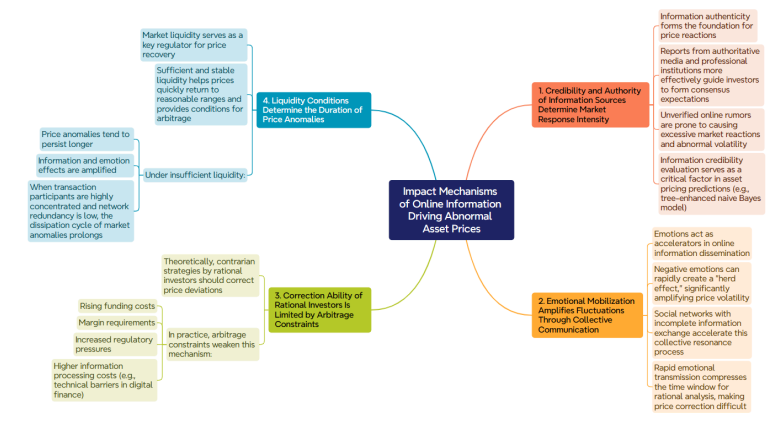 Impact Mechanisms
of Online Information
Driving Abnormal
Asset Prices
1. Credibility and Authority
of Information Sources
Determine Market
Response Intensity
Information authenticity
forms the foundation for
price reactions
Reports from authoritative
media and professional
institutions more
effectively guide investors
to form consensus
expectations
Unverified online rumors
are prone to causing
excessive market reactions
and abnormal volatility
Information credibility
evaluation serves as a
critical factor in asset
pricing predictions (e.g.,
tree-enhanced naive Bayes
model)
2. Emotional Mobilization
Amplifies Fluctuations
Through Collective
Communication
Emotions act as
accelerators in online
information dissemination
Negative emotions can
rapidly create a "herd
effect," significantly
amplifying price volatility
Social networks with
incomplete information
exchange accelerate this
collective resonance
process
Rapid emotional
transmission compresses
the time window for
rational analysis, making
price correction difficult
3. Correction Ability of
Rational Investors Is
Limited by Arbitrage
Constraints
Theoretically, contrarian
strategies by rational
investors should correct
price deviations
In practice, arbitrage
constraints weaken this
mechanism:
Rising funding costs
Margin requirements
Increased regulatory
pressures
Higher information
processing costs (e.g.,
technical barriers in digital
finance)
4. Liquidity Conditions
Determine the Duration of
Price Anomalies
Market liquidity serves as a
key regulator for price
recovery
Sufficient and stable
liquidity helps prices
quickly return to
reasonable ranges and
provides conditions for
arbitrage
Under insufficient liquidity:
Price anomalies tend to
persist longer
Information and emotion
effects are amplified
When transaction
participants are highly
concentrated and network
redundancy is low, the
dissipation cycle of market
anomalies prolongs